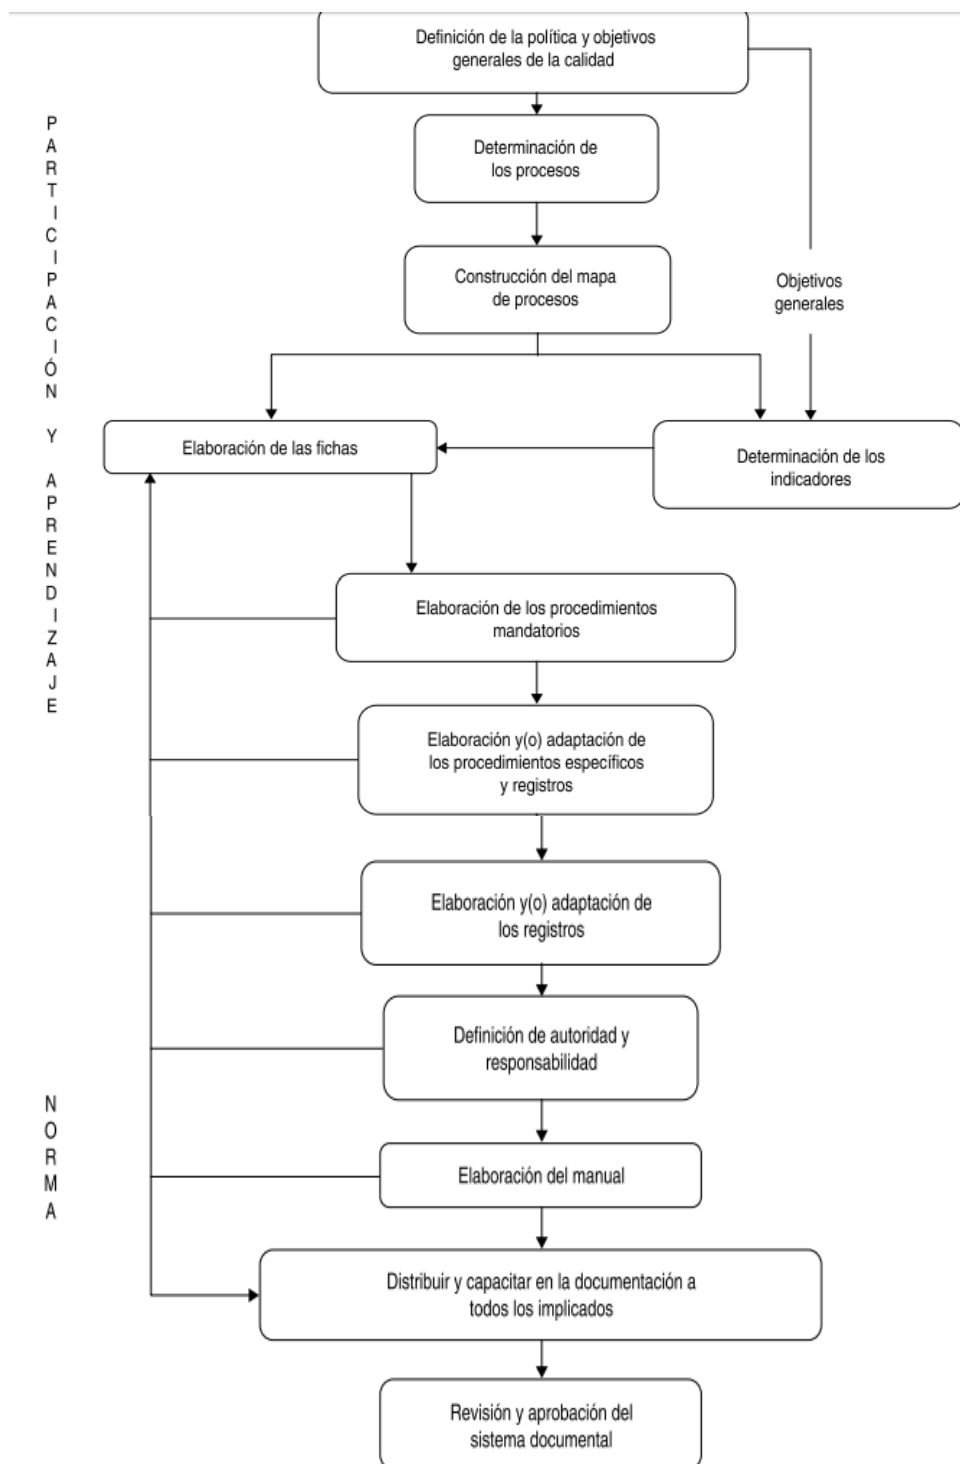 Definición de la política y objetivos
generales de la calidad
Determinación de
los procesos
Construcción del mapa
de procesos
Objetivos
generales
Elaboración de las fichas
Determinación de los
indicadores
Elaboración de los procedimientos
mandatorios
Elaboración y(o) adaptación de
los procedimientos específicos
y registros
Elaboración y(o) adaptación de
los registros
Definición de autoridad y
responsabilidad
Elaboración del manual
Distribuir y capacitar en la documentación a
todos los implicados
Revisión y aprobación del
sistema documental
PARTICIPACIÓN Y APRENDIZAJE
NORMA